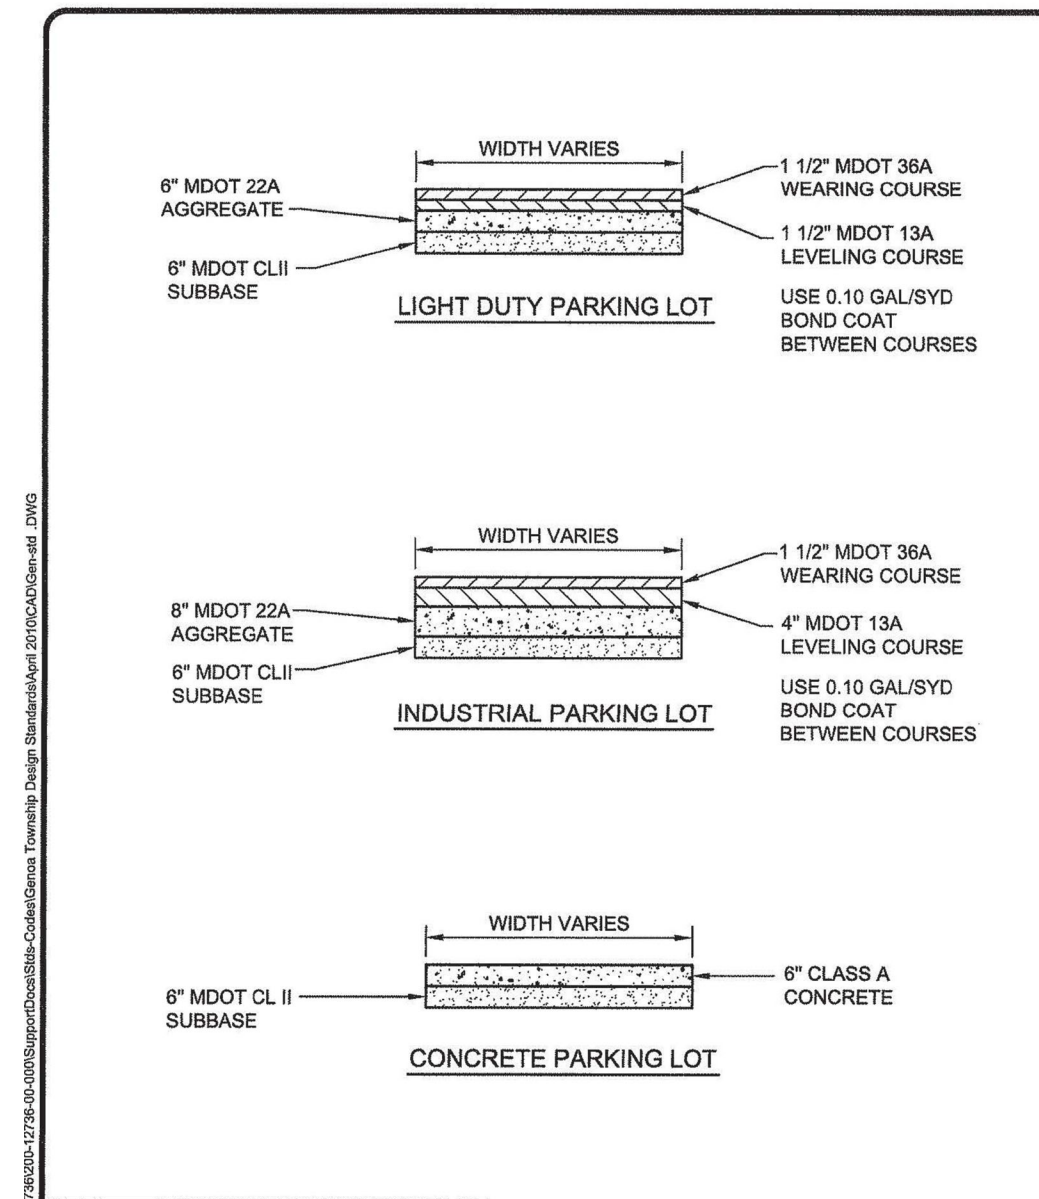 WIDTH VARIES
6" MDOT 22A
AGGREGATE
6" MDOT CLII
SUBBASE
1 1/2" MDOT 36A
WEARING COURSE
1 1/2" MDOT 13A
LEVELING COURSE
USE 0.10 GAL/SYD
BOND COAT
BETWEEN COURSES
LIGHT DUTY PARKING LOT
WIDTH VARIES
8" MDOT 22A
AGGREGATE
6" MDOT CLII
SUBBASE
1 1/2" MDOT 36A
WEARING COURSE
4" MDOT 13A
LEVELING COURSE
USE 0.10 GAL/SYD
BOND COAT
BETWEEN COURSES
INDUSTRIAL PARKING LOT
WIDTH VARIES
6" MDOT CL II
SUBBASE
6" CLASS A
CONCRETE
CONCRETE PARKING LOT
736\200-12736-00-000\SupportDocs\Stds-Codes\Genoa Township Design Standards\April 2010\CAD\Gen-std .DWG